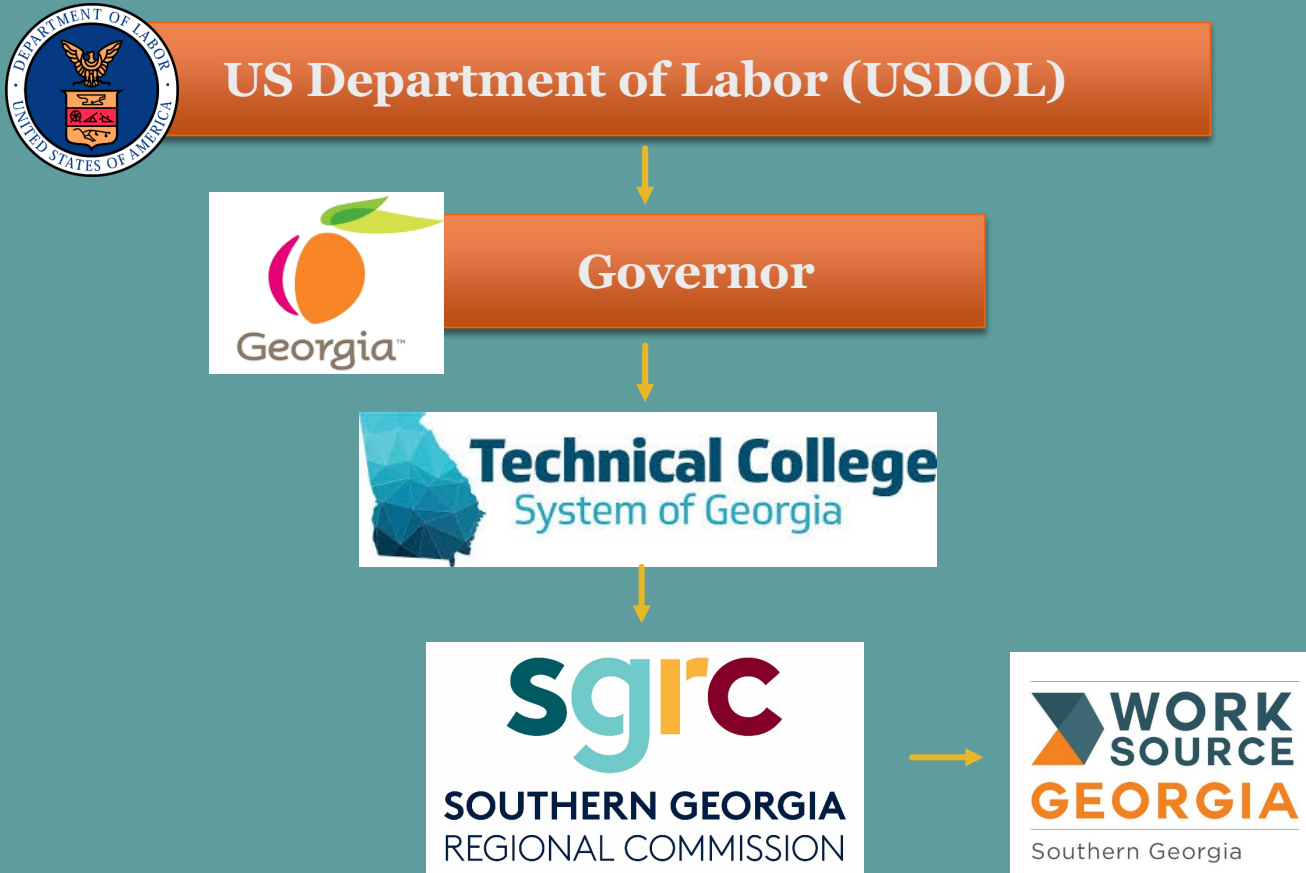 DEPARTMENT OF LABOR
UNITED STATES OF AMERICA
US Department of Labor (USDOL)
Georgia™
Governor
Technical College
System of Georgia
sgrc
SOUTHERN GEORGIA
REGIONAL COMMISSION
WORK
SOURCE
GEORGIA
Southern Georgia